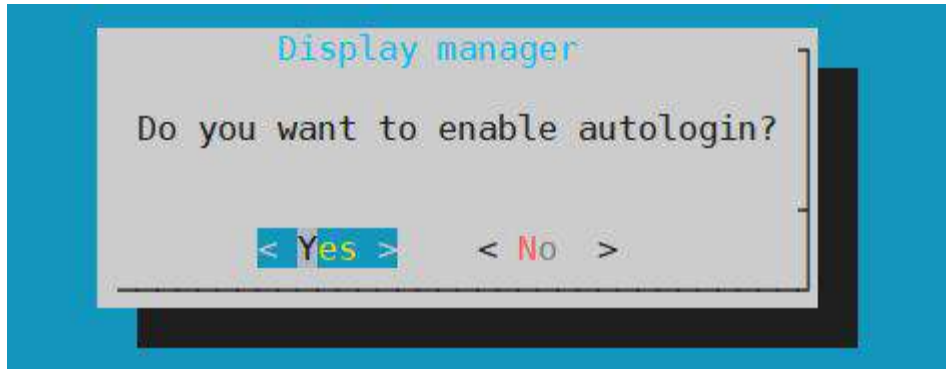 Display manager
Do you want to enable autologin?
< Yes > < No >